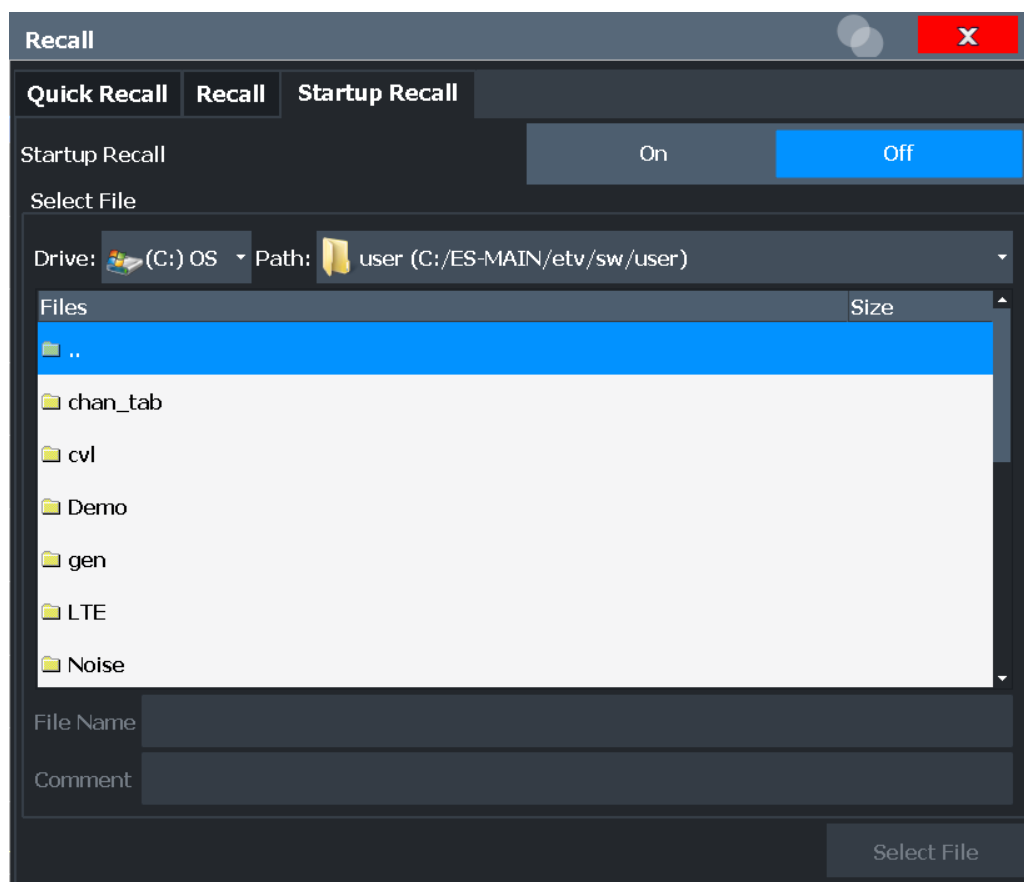 Recall
X
Quick Recall Recall Startup Recall
Startup Recall On Off
Select File
Drive: (C:) OS Path: user (C:/ES-MAIN/etv/sw/user)
Files Size
..
chan_tab
cvl
Demo
gen
LTE
Noise
File Name
Comment
Select File